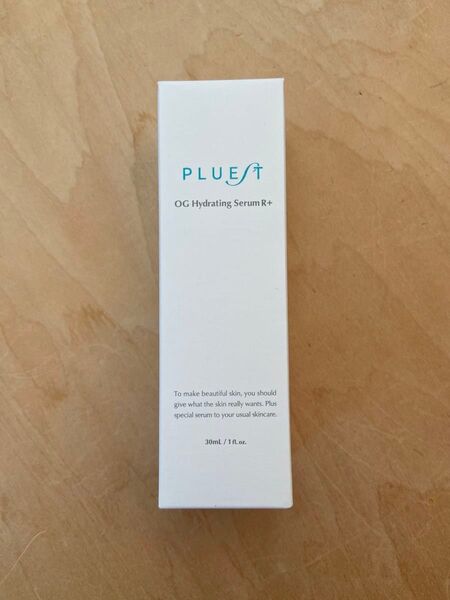 PLUEST
OG Hydrating Serum R+
To make beautiful skin, you should
give what the skin really wants. Plus
special serum to your usual skincare.
30mL / 1 fl. oz.